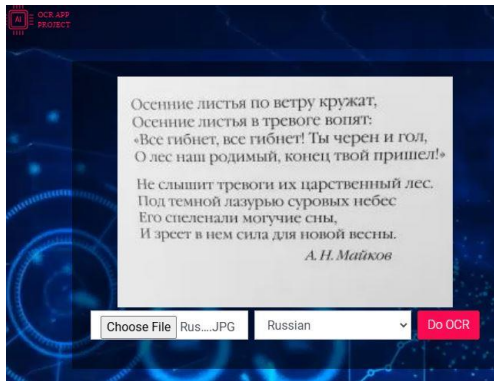 AI
OCR APP
PROJECT
Осенние листья по ветру кружат,
Осенние листья в тревоге вопят:
«Все гибнет, все гибнет! Ты черен и гол,
О лес наш родимый, конец твой пришел!»
Не слышит тревоги их царственный лес.
Под темной лазурью суровых небес
Его спеленали могучие сны,
И зреет в нем сила для новой весны.
А. Н. Майков
Choose File Rus....JPG Russian Do OCR